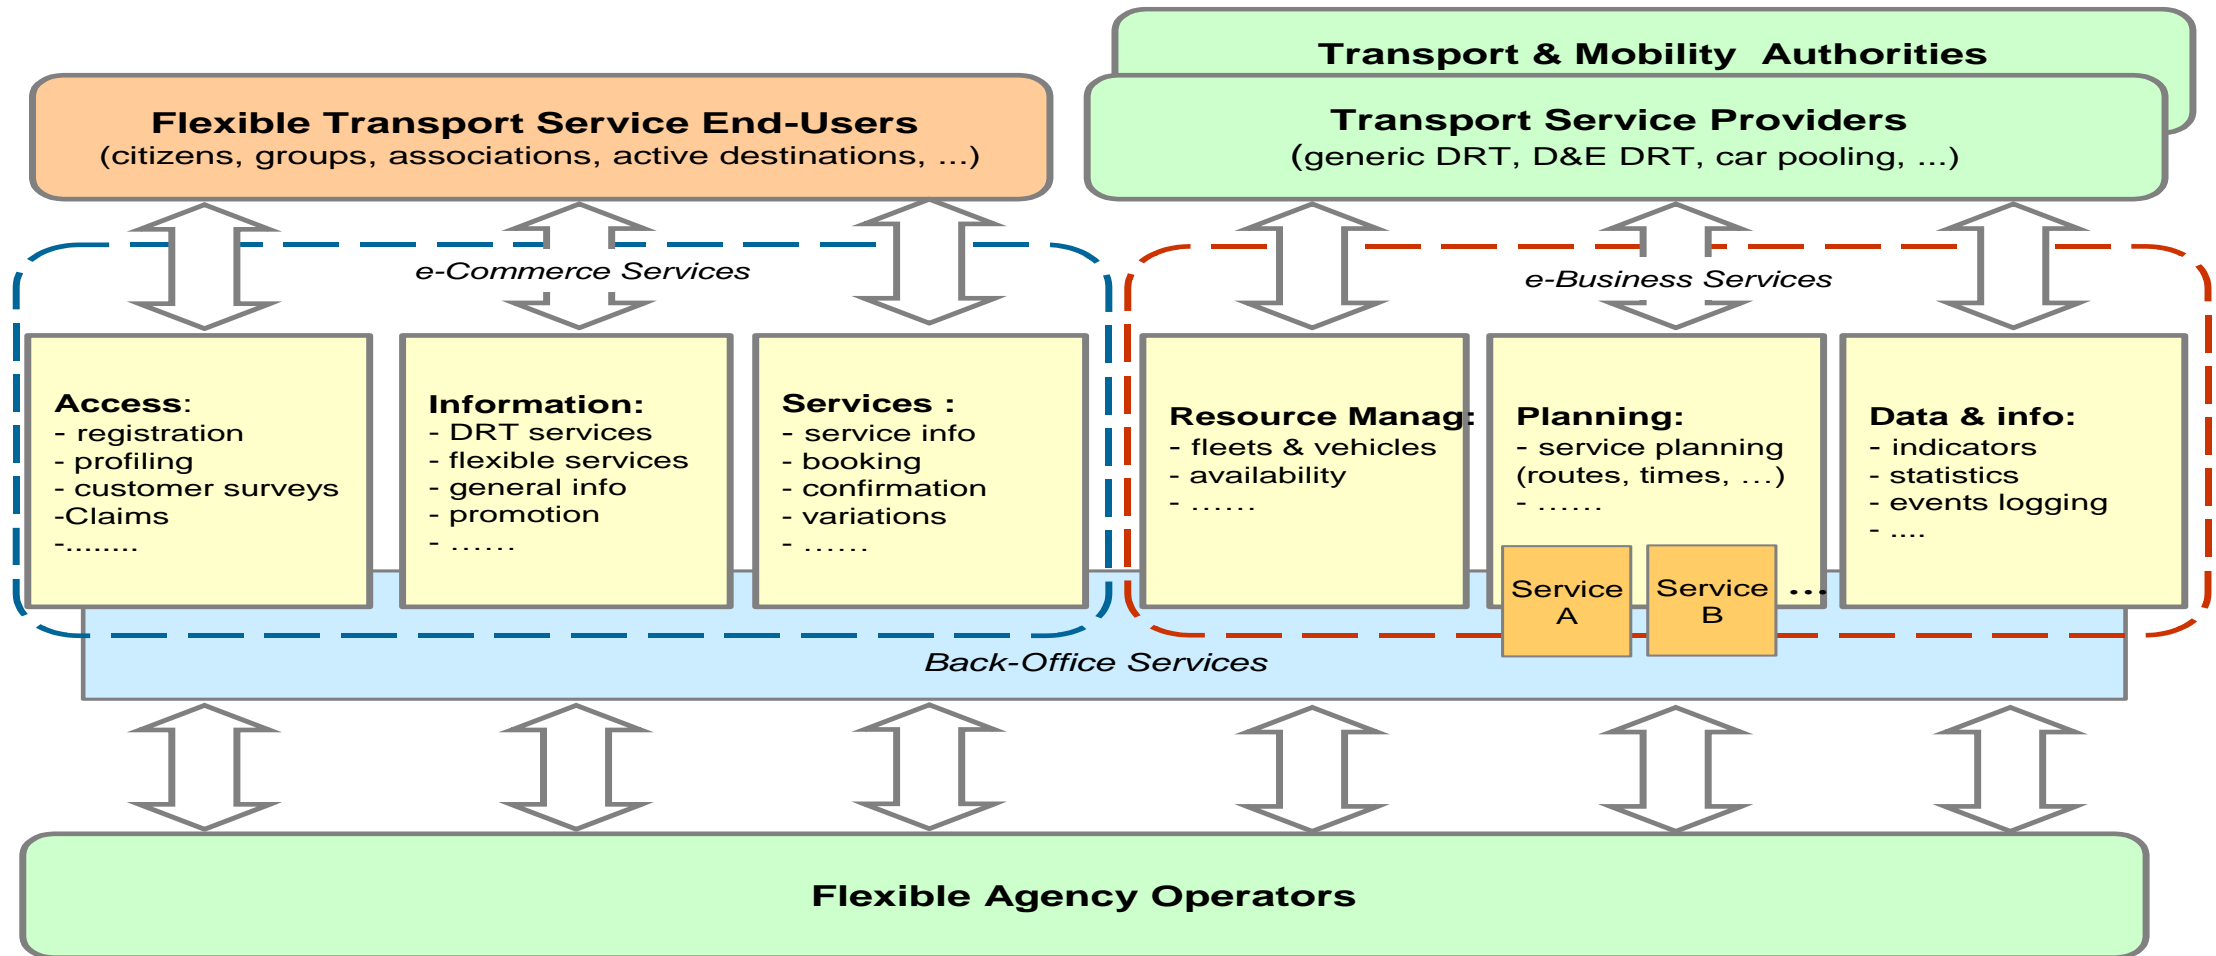 Transport & Mobility  Authorities
Flexible Transport Service End-Users
(citizens, groups, associations, active destinations, ...)
Transport Service Providers
(generic DRT, D&E DRT, car pooling, ...)
e-Commerce Services
e-Business Services
Access:
- registration
- profiling
- customer surveys
-Claims
-........
Information:
- DRT services
- flexible services
- general info
- promotion
- ……
Services :
- service info
- booking
- confirmation
- variations
- ……
Resource Manag:
- fleets & vehicles
- availability
- ……
Planning:
- service planning
(routes, times, …)
- ……
Service
A
Service
B
...
Data & info:
- indicators
- statistics
- events logging
- ....
Back-Office Services
Flexible Agency Operators